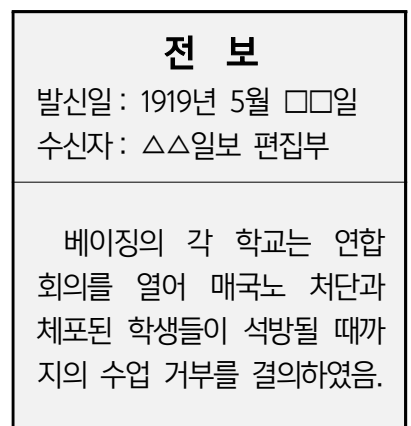 전 보
발신일 : 1919년 5월 □□일
수신자 : △△일보 편집부
베이징의 각 학교는 연합
회의를 열어 매국노 처단과
체포된 학생들이 석방될 때까
지의 수업 거부를 결의하였음.